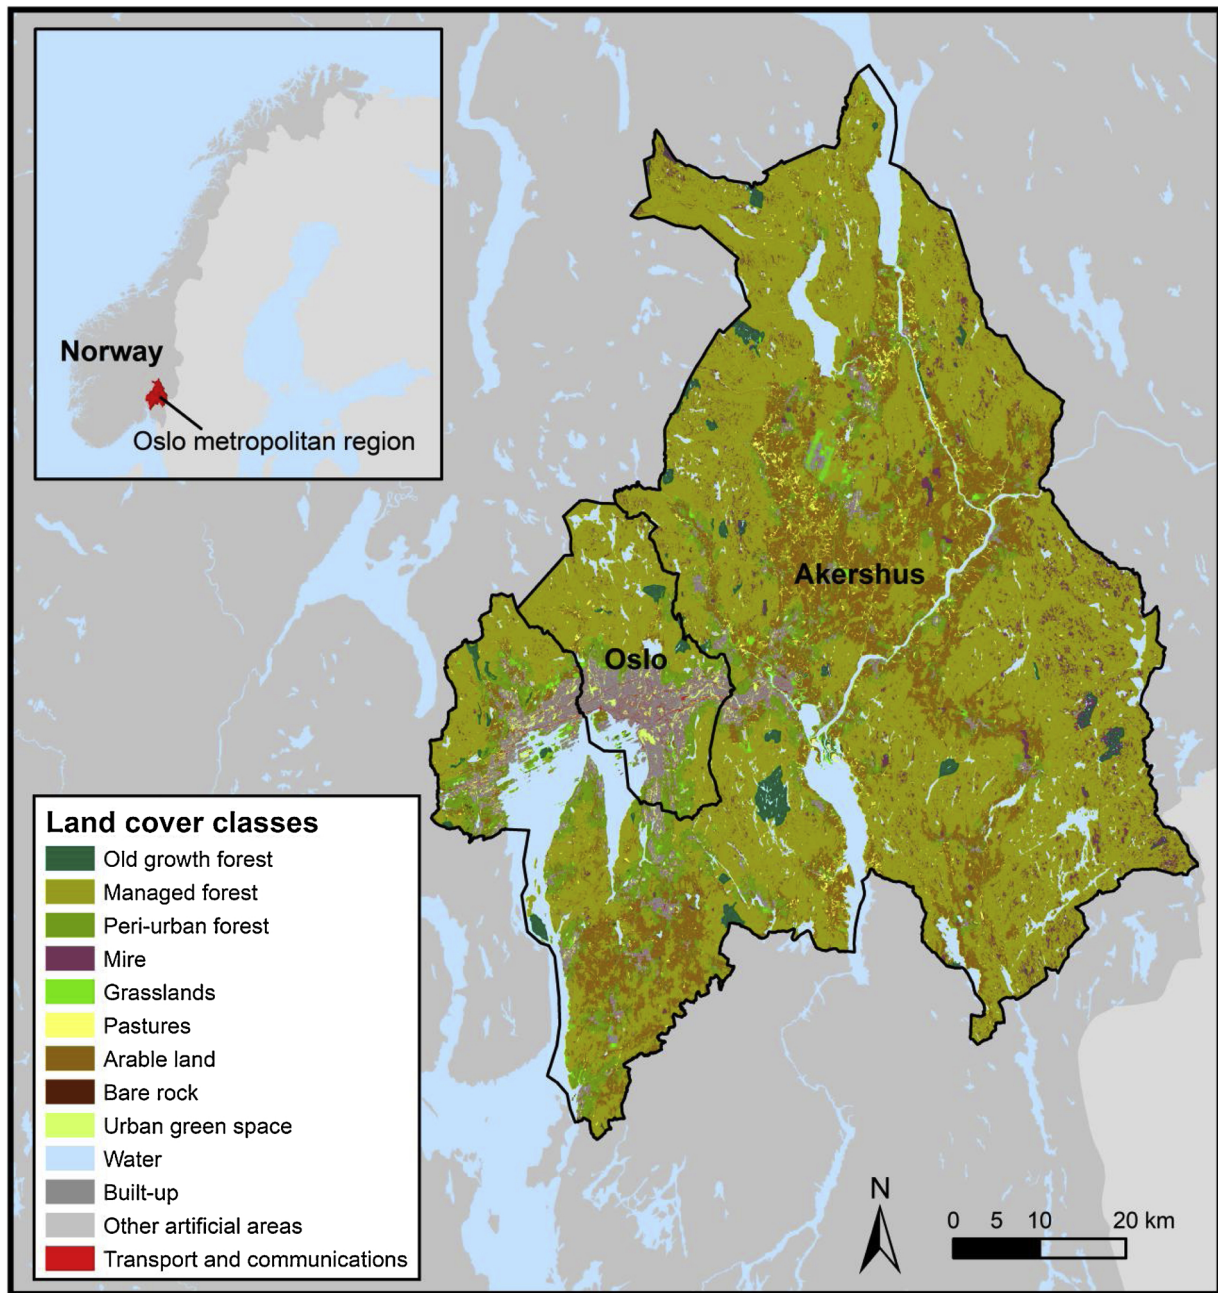 Norway
Oslo metropolitan region
Akershus
Oslo
Land cover classes
Old growth forest
Managed forest
Peri-urban forest
Mire
Grasslands
Pastures
Arable land
Bare rock
Urban green space
Water
Built-up
Other artificial areas
Transport and communications
N
0 5 10 20 km